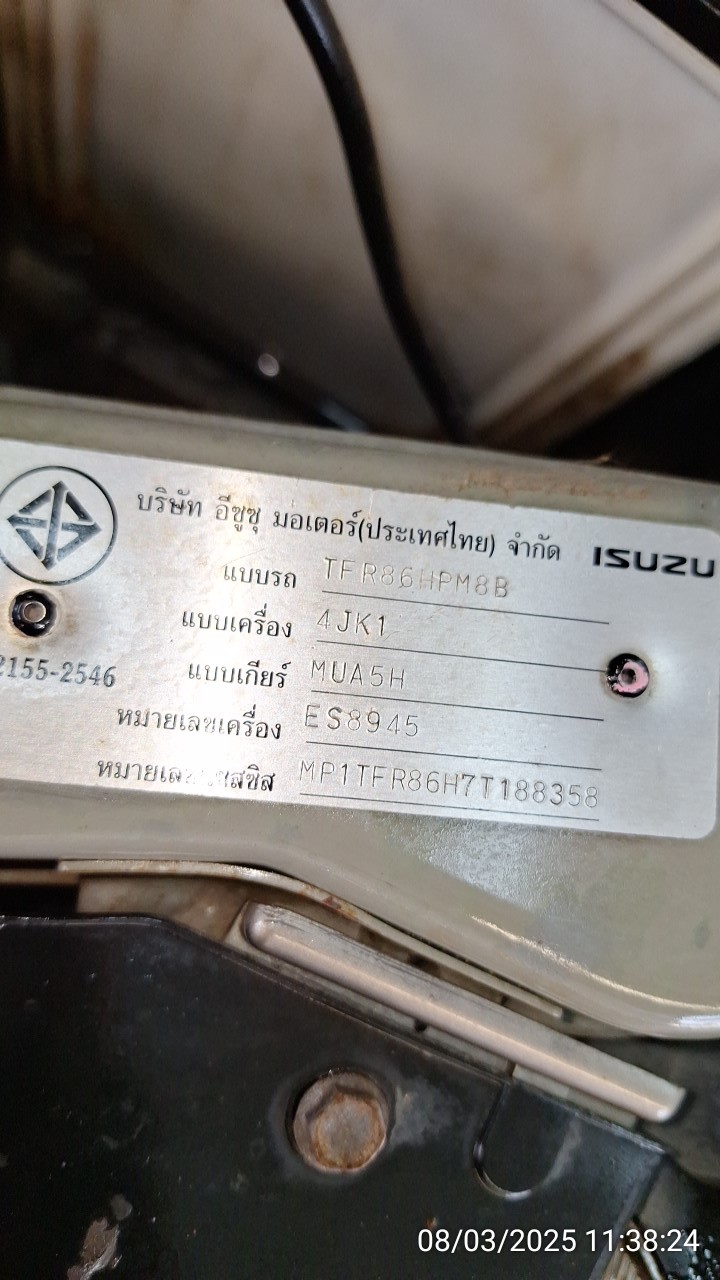 บริษัท อีซูซุ มอเตอร์(ประเทศไทย) จำกัด ISUZU
แบบรถ TFR86HPM8B
แบบเครื่อง 4JK1
แบบเกียร์ MUA5H
2155-2546
หมายเลขเครื่อง ES8945
MP1TFR86H7T188358
08/03/2025 11:38:24